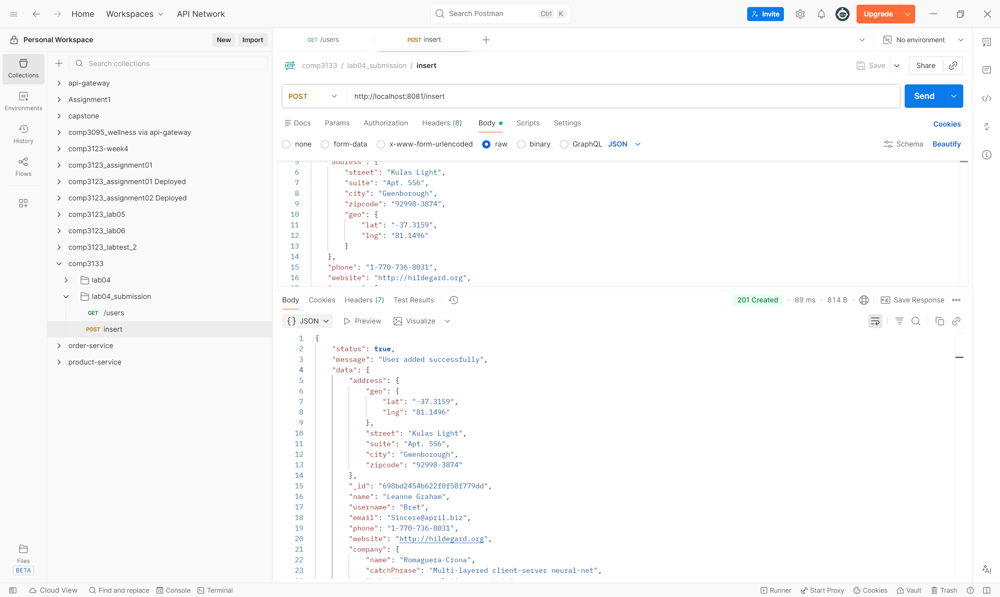 Home Workspaces API Network Search Postman Ctrl K Invite Upgrade
Personal Workspace New Import
GET /users POST insert No environment
Collections
Environments
History
Flows
Files
BETA
Search collections
api-gateway
Assignment1
capstone
comp3095_wellness via api-gateway
comp3123-week4
comp3123_assignment01
comp3123_assignment01 Deployed
comp3123_assignment02 Deployed
comp3123_lab05
comp3123_lab06
comp3123_labtest_2
comp3133
lab04
lab04_submission
GET /users
POST insert
order-service
product-service
HTTP comp3133 / lab04_submission / insert Save Share
POST http://localhost:8081/insert Send
Docs Params Authorization Headers (8) Body Scripts Settings Cookies
none form-data x-www-form-urlencoded raw binary GraphQL JSON Schema Beautify
5 "address": {
6 "street": "Kulas Light",
7 "suite": "Apt. 556",
8 "city": "Gwenborough",
9 "zipcode": "92998-3874",
10 "geo": {
11 "lat": "-37.3159",
12 "lng": "81.1496"
13 }
14 },
15 "phone": "1-770-736-8031",
16 "website": "http://hildegard.org",
Body Cookies Headers (7) Test Results 201 Created 89 ms 814 B e.g. Save Response
{} JSON Preview Visualize
1 {
2 "status": true,
3 "message": "User added successfully",
4 "data": {
5 "address": {
6 "geo": {
7 "lat": "-37.3159",
8 "lng": "81.1496"
9 },
10 "street": "Kulas Light",
11 "suite": "Apt. 556",
12 "city": "Gwenborough",
13 "zipcode": "92998-3874"
14 },
15 "_id": "698bd2454b622f0f58f779dd",
16 "name": "Leanne Graham",
17 "username": "Bret",
18 "email": "Sincere@april.biz",
19 "phone": "1-770-736-8031",
20 "website": "http://hildegard.org",
21 "company": {
22 "name": "Romaguera-Crona",
23 "catchPhrase": "Multi-layered client-server neural-net",
AI
Cloud View Find and replace Console Terminal Runner Start Proxy Cookies Vault Trash